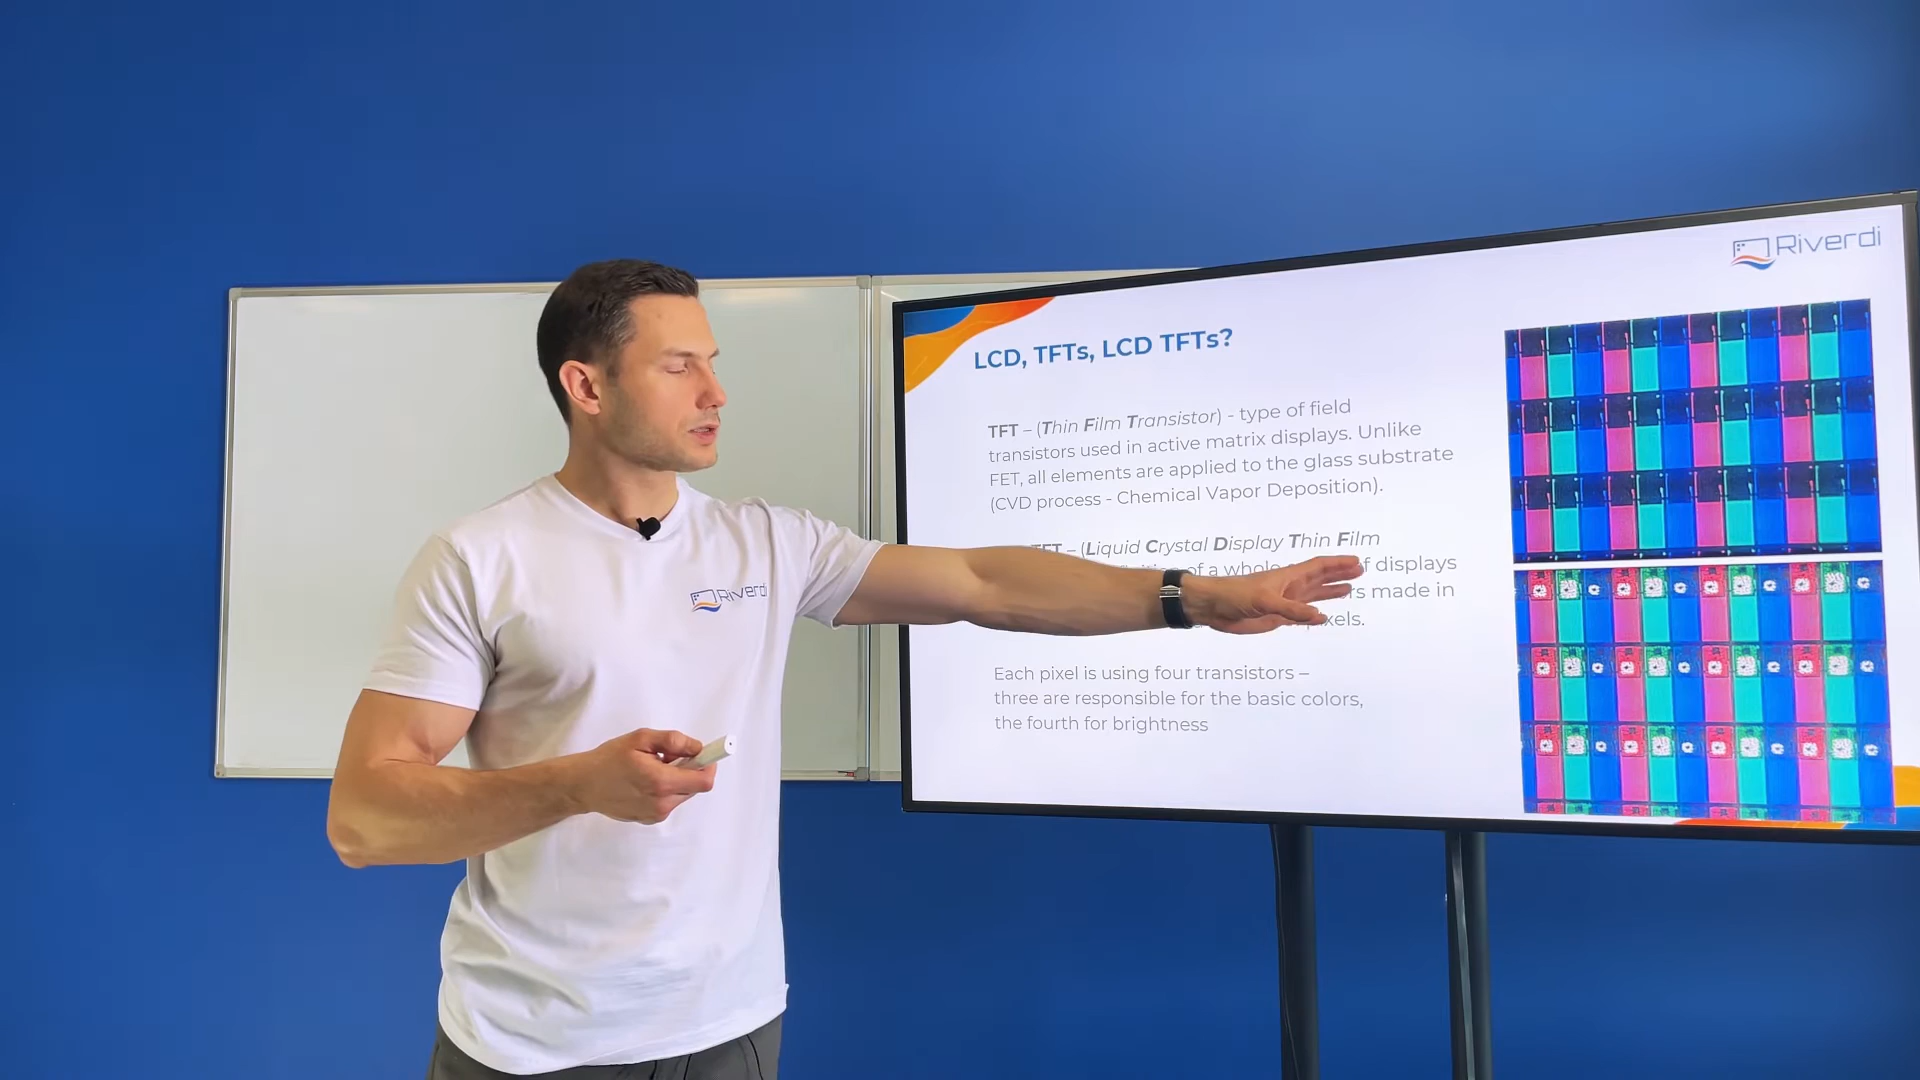 Riverdi
LCD, TFTs, LCD TFTs?
TFT – (Thin Film Transistor) - type of field
transistors used in active matrix displays. Unlike
FET, all elements are applied to the glass substrate
(CVD process - Chemical Vapor Deposition).
TFT – (Liquid Crystal Display Thin Film
of a whole displays
made in
Each pixel is using four transistors –
three are responsible for the basic colors,
the fourth for brightness
Riverdi